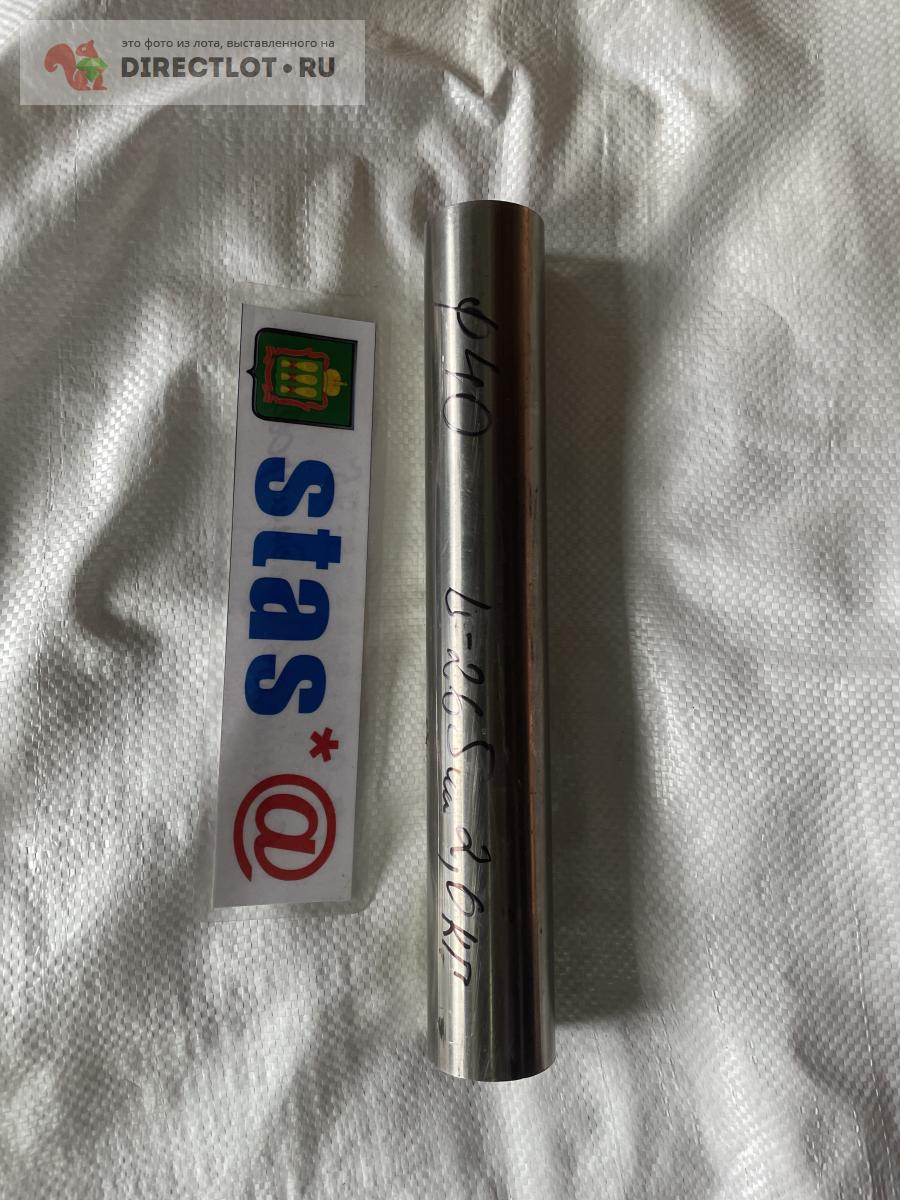 это фото из лота, выставленного на
DIRECTLOT•RU
stas*@
ф40 L-265мм 2,6кг